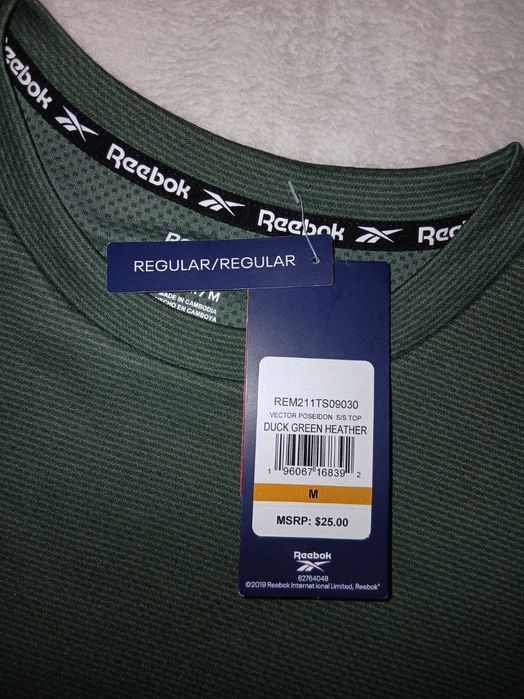 Reebok
Reebok
Reebok
REGULAR/REGULAR
/M
MADE IN CAMBODIA
HECHO EN CAMBOYA
REM211TS09030
VECTOR POSEIDON S/S TOP
DUCK GREEN HEATHER
1 96067 16839 2
M
MSRP: $25.00
Reebok
62764048
©2019 Reebok International Limited, Reebok®